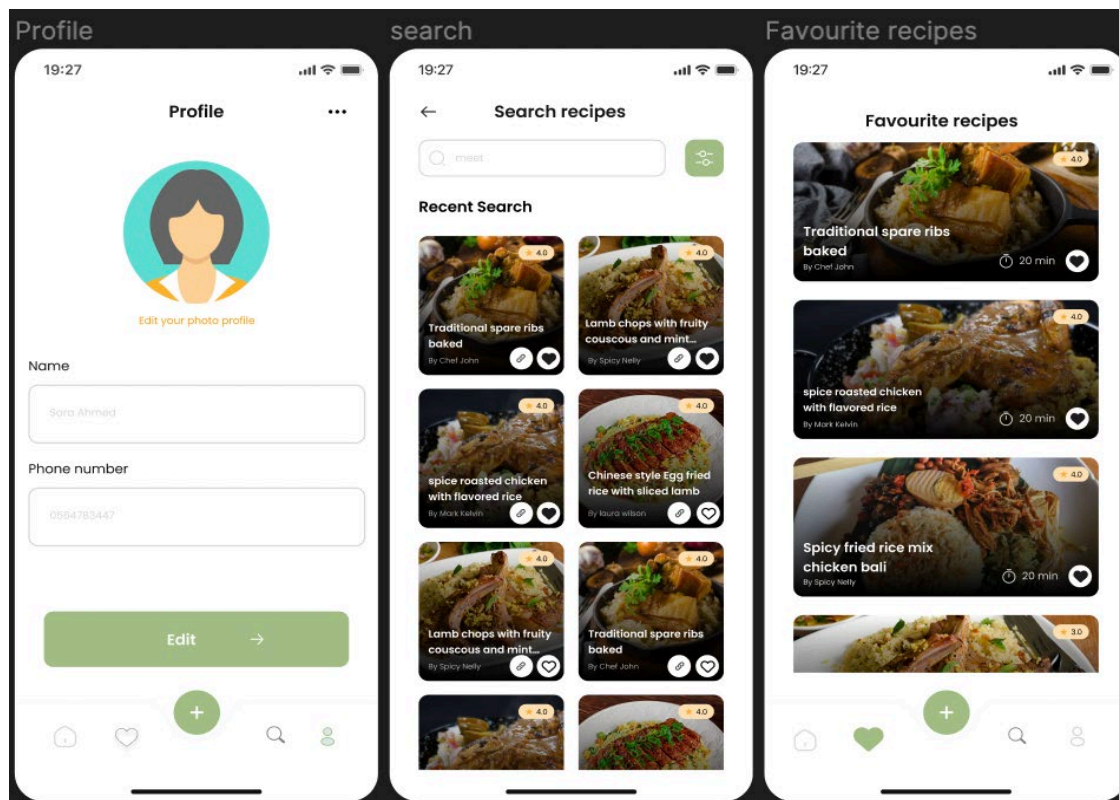 Profile
19:27
Profile
Edit your photo profile
Name
Sara Ahmed
Phone number
0564783447
Edit
search
19:27
Search recipes
meet
Recent Search
4.0
Traditional spare ribs
baked
By Chef John
4.0
Lamb chops with fruity
couscous and mint...
By Spicy Nelly
4.0
spice roasted chicken
with flavored rice
By Mark Kelvin
4.0
Chinese style Egg fried
rice with sliced lamb
By laura wilson
Lamb chops with fruity
couscous and mint...
By Spicy Nelly
4.0
Traditional spare ribs
baked
By Chef John
4.0
4.0
Favourite recipes
19:27
Favourite recipes
4.0
Traditional spare ribs
baked
By Chef John
20 min
4.0
spice roasted chicken
with flavored rice
By Mark Kelvin
20 min
4.0
Spicy fried rice mix
chicken bali
By Spicy Nelly
20 min
3.0